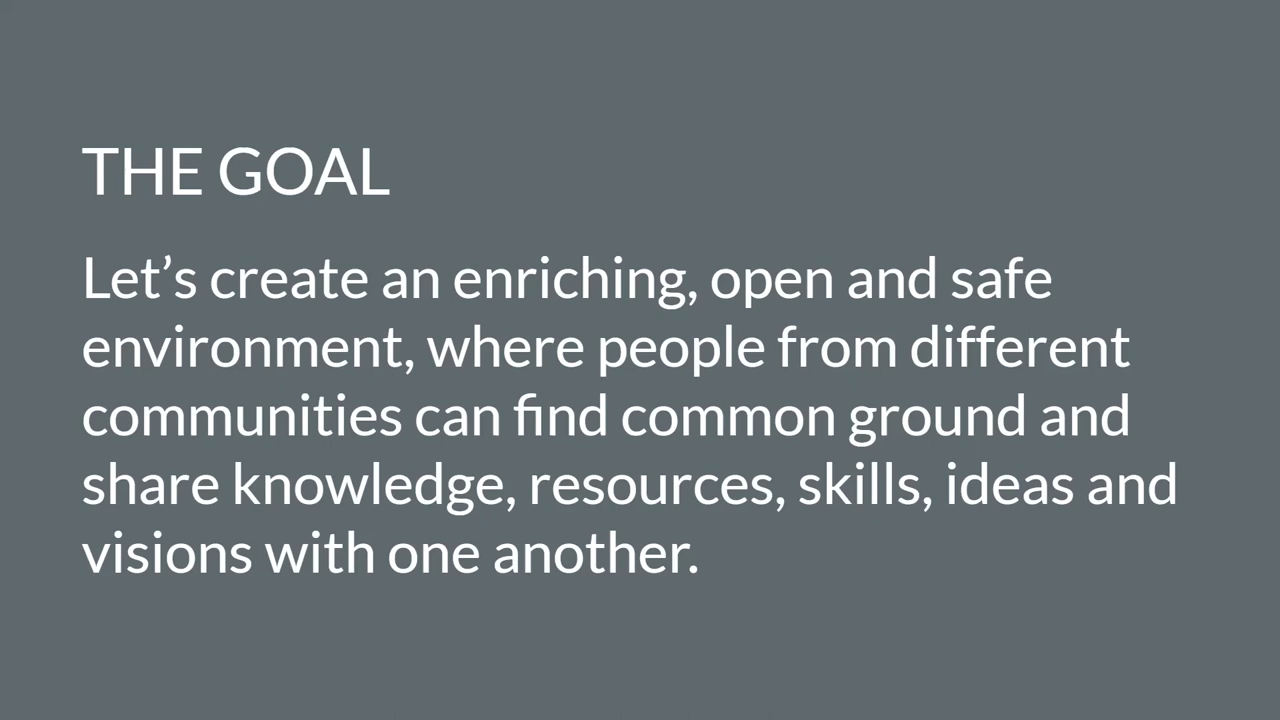 THE GOAL
Let’s create an enriching, open and safe
environment, where people from different
communities can find common ground and
share knowledge, resources, skills, ideas and
visions with one another.